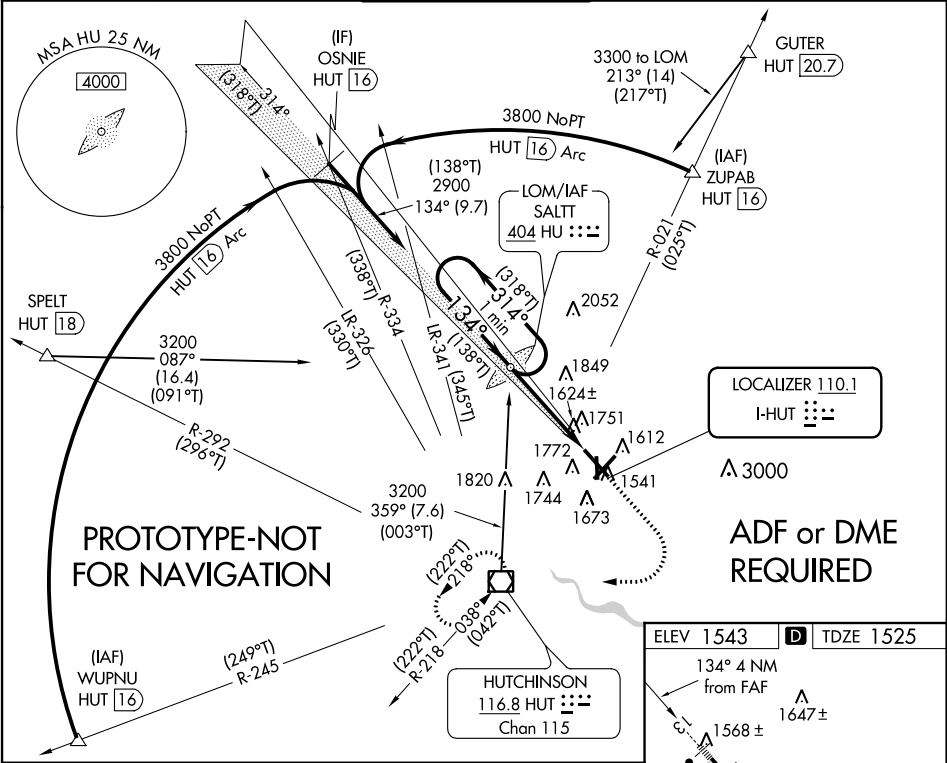 MSA HU 25 NM
4000
(IF)
OSNIE
HUT 16
314°
(318°T)
3300 to LOM
213° (14)
(217°T)
GUTER
HUT 20.7
3800 NoPT
HUT 16 Arc
(IAF)
ZUPAB
HUT 16
(138°T)
2900
134° (9.7)
LOM/IAF
SALTT
404 HU
R-021
(025°T)
3800 NoPT
HUT 16 Arc
(318°T)
314°
1 min
134°
(138°T)
(338°T)
R-334
LR-326
(330°T)
LR-341
(345°T)
SPELT
HUT 18
3200
087°
(16.4)
(091°T)
R-292
(296°T)
2052
1849
1624±
1751
1612
1772
1541
1820
1744
1673
3000
LOCALIZER 110.1
I-HUT
3200
359° (7.6)
(003°T)
PROTOTYPE-NOT
FOR NAVIGATION
ADF or DME
REQUIRED
(222°T)
218°
038°
(042°T)
(222°T)
R-218
(249°T)
R-245
(IAF)
WUPNU
HUT 16
HUTCHINSON
116.8 HUT
Chan 115
ELEV 1543 D TDZE 1525
134° 4 NM
from FAF
1647±
1568 ±
13